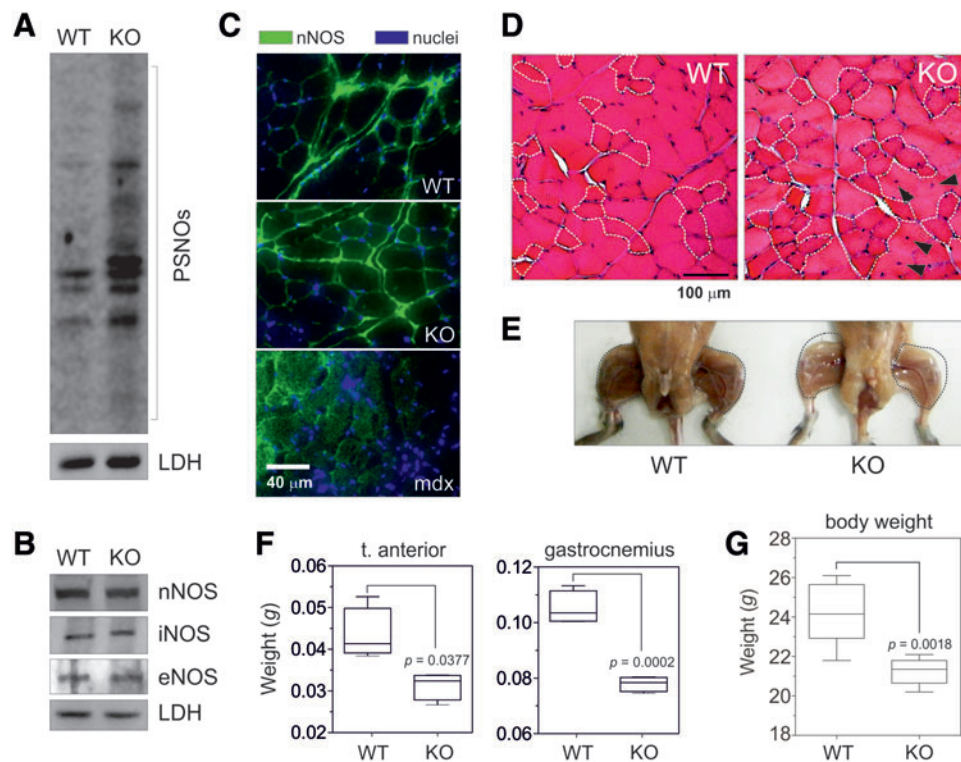 A
WT KO
PSNOs
LDH
B
WT KO
nNOS
iNOS
eNOS
LDH
C
nNOS nuclei
WT
KO
40 μm
mdx
D
WT
KO
100 μm
E
WT KO
F
t. anterior
Weight (g)
0.06
0.05
0.04
0.03
0.02
p = 0.0377
WT KO
gastrocnemius
0.12
0.10
0.08
0.06
p = 0.0002
WT KO
G
body weight
Weight (g)
28
26
24
22
20
18
p = 0.0018
WT KO